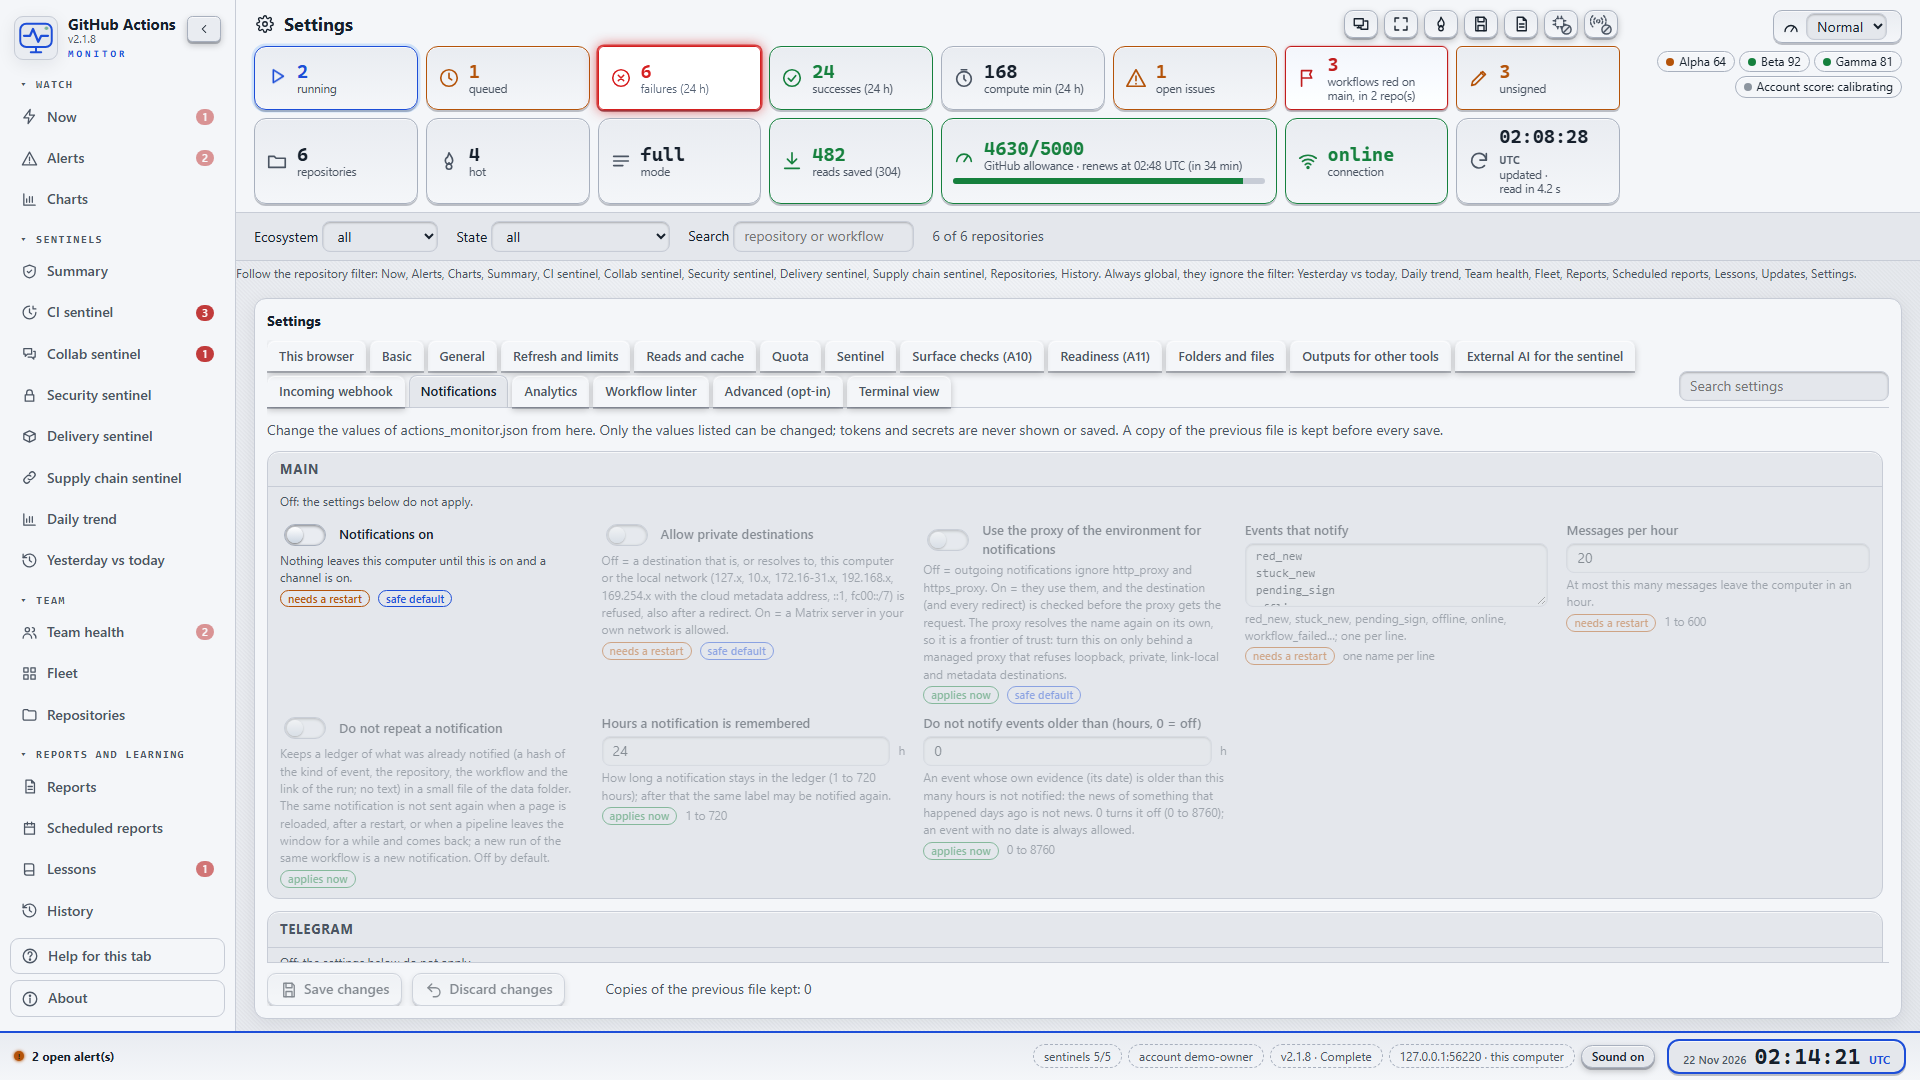 GitHub Actions
v2.1.8
MONITOR
WATCH
Now 1
Alerts 2
Charts
SENTINELS
Summary
CI sentinel 3
Collab sentinel 1
Security sentinel
Delivery sentinel
Supply chain sentinel
Daily trend
Yesterday vs today
TEAM
Team health 2
Fleet
Repositories
REPORTS AND LEARNING
Reports
Scheduled reports
Lessons 1
History
Help for this tab
About
Settings
Normal
Alpha 64
Beta 92
Gamma 81
Account score: calibrating
2
running
1
queued
6
failures (24 h)
24
successes (24 h)
168
compute min (24 h)
1
open issues
3
workflows red on
main, in 2 repo(s)
3
unsigned
6
repositories
4
hot
full
mode
482
reads saved (304)
4630/5000
GitHub allowance · renews at 02:48 UTC (in 34 min)
online
connection
02:08:28
UTC
updated ·
read in 4.2 s
Ecosystem all State all Search repository or workflow 6 of 6 repositories
Follow the repository filter: Now, Alerts, Charts, Summary, CI sentinel, Collab sentinel, Security sentinel, Delivery sentinel, Supply chain sentinel, Repositories, History. Always global, they ignore the filter: Yesterday vs today, Daily trend, Team health, Fleet, Reports, Scheduled reports, Lessons, Updates, Settings.
Settings
This browser Basic General Refresh and limits Reads and cache Quota Sentinel Surface checks (A10) Readiness (A11) Folders and files Outputs for other tools External AI for the sentinel
Incoming webhook Notifications Analytics Workflow linter Advanced (opt-in) Terminal view
Search settings
Change the values of actions_monitor.json from here. Only the values listed can be changed; tokens and secrets are never shown or saved. A copy of the previous file is kept before every save.
MAIN
Off: the settings below do not apply.
Notifications on
Nothing leaves this computer until this is on and a
channel is on.
needs a restart safe default
Allow private destinations
Off = a destination that is, or resolves to, this computer
or the local network (127.x, 10.x, 172.16-31.x, 192.168.x,
169.254.x with the cloud metadata address, ::1, fc00::/7) is
refused, also after a redirect. On = a Matrix server in your
own network is allowed.
needs a restart safe default
Use the proxy of the environment for
notifications
Off = outgoing notifications ignore http_proxy and
https_proxy. On = they use them, and the destination
(and every redirect) is checked before the proxy gets the
request. The proxy resolves the name again on its own,
so it is a frontier of trust: turn this on only behind a
managed proxy that refuses loopback, private, link-local
and metadata destinations.
applies now safe default
Events that notify
red_new
stuck_new
pending_sign
red_new, stuck_new, pending_sign, offline, online,
workflow_failed...; one per line.
needs a restart one name per line
Messages per hour
20
At most this many messages leave the computer in an
hour.
needs a restart 1 to 600
Do not repeat a notification
Keeps a ledger of what was already notified (a hash of
the kind of event, the repository, the workflow and the
link of the run; no text) in a small file of the data folder.
The same notification is not sent again when a page is
reloaded, after a restart, or when a pipeline leaves the
window for a while and comes back; a new run of the
same workflow is a new notification. Off by default.
applies now
Hours a notification is remembered
24 h
How long a notification stays in the ledger (1 to 720
hours); after that the same label may be notified again.
applies now 1 to 720
Do not notify events older than (hours, 0 = off)
0 h
An event whose own evidence (its date) is older than this
many hours is not notified: the news of something that
happened days ago is not news. 0 turns it off (0 to 8760);
an event with no date is always allowed.
applies now 0 to 8760
TELEGRAM
Off: the settings below do not apply.
Save changes Discard changes Copies of the previous file kept: 0
2 open alert(s)
sentinels 5/5 account demo-owner v2.1.8 · Complete 127.0.0.1:56220 · this computer Sound on 22 Nov 2026 02:14:21 UTC